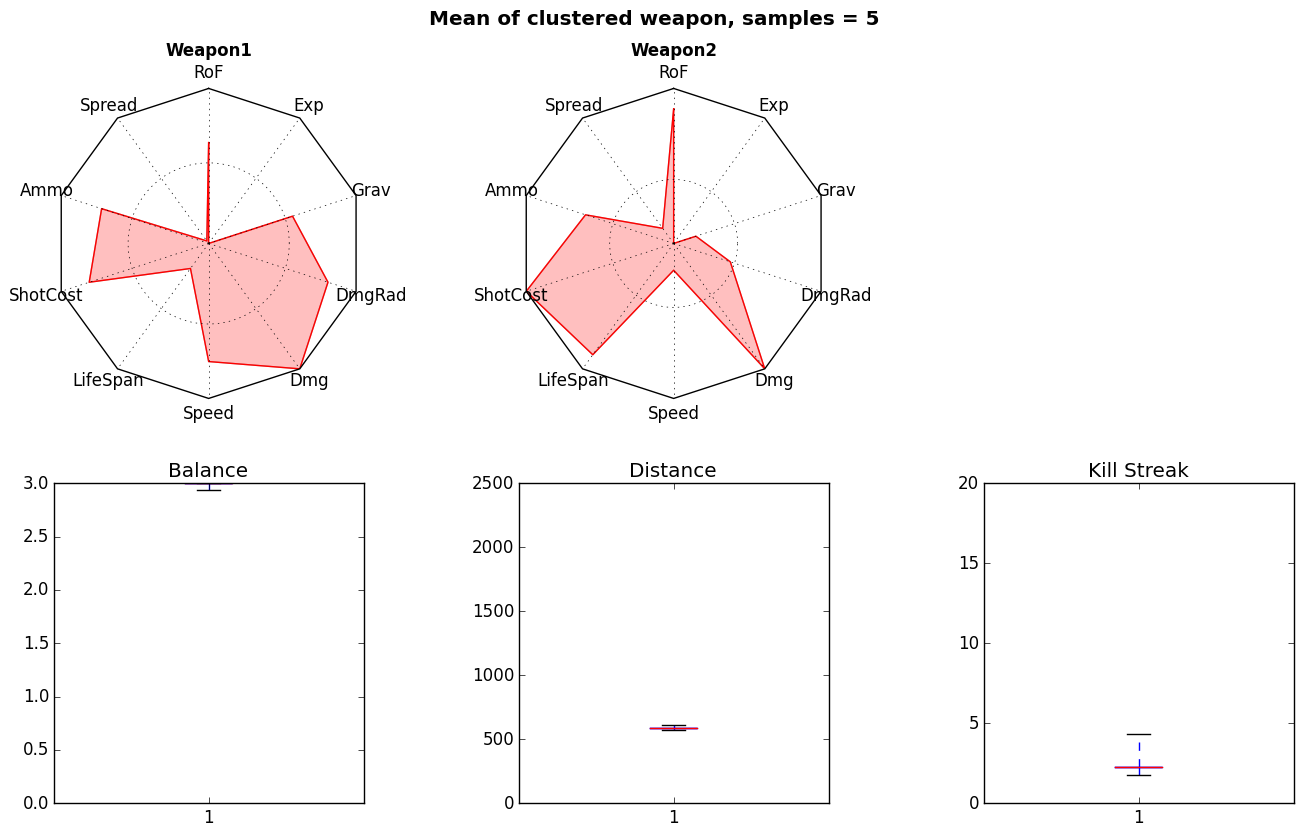 Mean of clustered weapon, samples = 5
Weapon1
RoF
Spread
Exp
Ammo
Grav
ShotCost
DmgRad
LifeSpan
Dmg
Speed
Weapon2
RoF
Spread
Exp
Ammo
Grav
ShotCost
DmgRad
LifeSpan
Dmg
Speed
Balance
3.0
2.5
2.0
1.5
1.0
0.5
0.0
1
Distance
2500
2000
1500
1000
500
0
1
Kill Streak
20
15
10
5
0
1